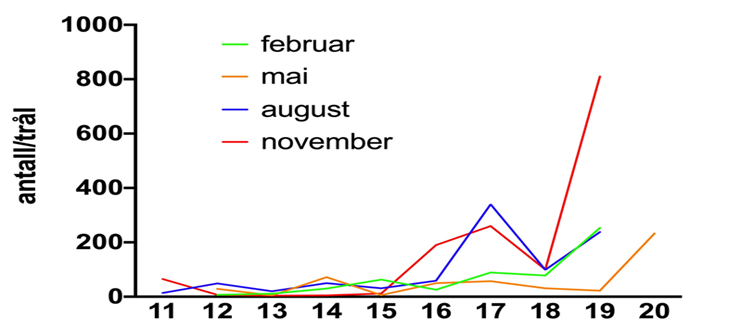 1000
800
600
400
200
0
antall/trål
februar
mai
august
november
11 12 13 14 15 16 17 18 19 20